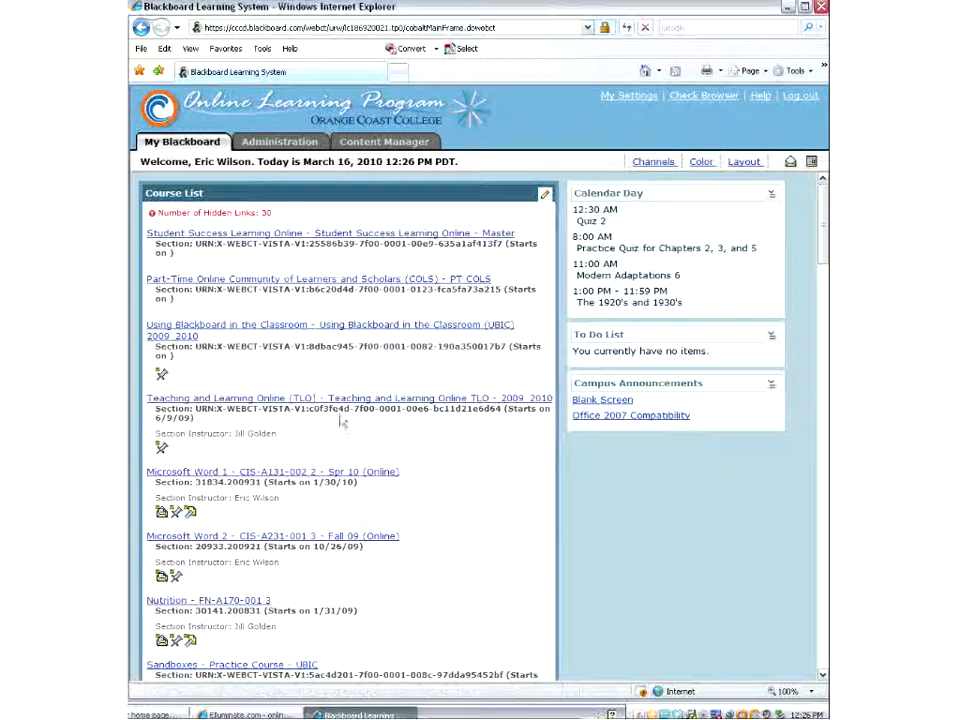 Blackboard Learning System - Windows Internet Explorer
https://cccd.blackboard.com/webct/urw/lc186920021.tp0/cobaltMainFrame.dowebct
File Edit View Favorites Tools Help
Convert Select
Blackboard Learning System
Page Tools
Online Learning Program
ORANGE COAST COLLEGE
My Settings | Check Browser | Help | Log out
My Blackboard Administration Content Manager
Welcome, Eric Wilson. Today is March 16, 2010 12:26 PM PDT.
Channels Color Layout
Course List
Number of Hidden Links: 30
Student Success Learning Online - Student Success Learning Online - Master
Section: URN:X-WEBCT-VISTA-V1:25586b39-7f00-0001-00e9-635a1af413f7 (Starts
on )
Part-Time Online Community of Learners and Scholars (COLS) - PT COLS
Section: URN:X-WEBCT-VISTA-V1:b6c20d4d-7f00-0001-0123-fca5fa73a215 (Starts
on )
Using Blackboard in the Classroom - Using Blackboard in the Classroom (UBIC)
2009_2010
Section: URN:X-WEBCT-VISTA-V1:8dbac945-7f00-0001-0082-190a350017b7 (Starts
on )
Teaching and Learning Online (TLO) - Teaching and Learning Online TLO - 2009_2010
Section: URN:X-WEBCT-VISTA-V1:c0f3fe4d-7f00-0001-00e6-bc11d21e6d64 (Starts on
6/9/09)
Section Instructor: Jill Golden
Microsoft Word 1 - CIS-A131-002 2 - Spr 10 (Online)
Section: 31834.200931 (Starts on 1/30/10)
Section Instructor: Eric Wilson
Microsoft Word 2 - CIS-A231-001 3 - Fall 09 (Online)
Section: 20933.200921 (Starts on 10/26/09)
Section Instructor: Eric Wilson
Nutrition - FN-A170-001 3
Section: 30141.200831 (Starts on 1/31/09)
Section Instructor: Jill Golden
Sandboxes - Practice Course - UBIC
Section: URN:X-WEBCT-VISTA-V1:5ac4d201-7f00-0001-008c-97dda95452bf (Starts
Calendar Day
12:30 AM
Quiz 2
8:00 AM
Practice Quiz for Chapters 2, 3, and 5
11:00 AM
Modern Adaptations 6
1:00 PM - 11:59 PM
The 1920's and 1930's
To Do List
You currently have no items.
Campus Announcements
Blank Screen
Office 2007 Compatibility
Internet 100%
home page... Elluminate.com - onlin... Blackboard Learning... 12:26 PM